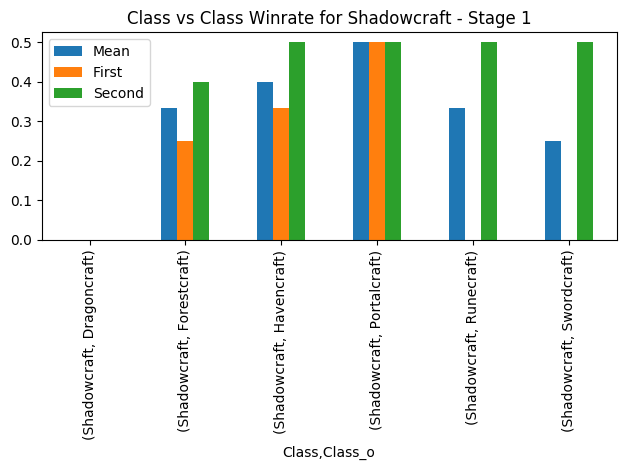 Class vs Class Winrate for Shadowcraft - Stage 1
Mean
First
Second
0.5
0.4
0.3
0.2
0.1
0.0
(Shadowcraft, Dragoncraft)
(Shadowcraft, Forestcraft)
(Shadowcraft, Havencraft)
(Shadowcraft, Portalcraft)
(Shadowcraft, Runecraft)
(Shadowcraft, Swordcraft)
Class,Class_o